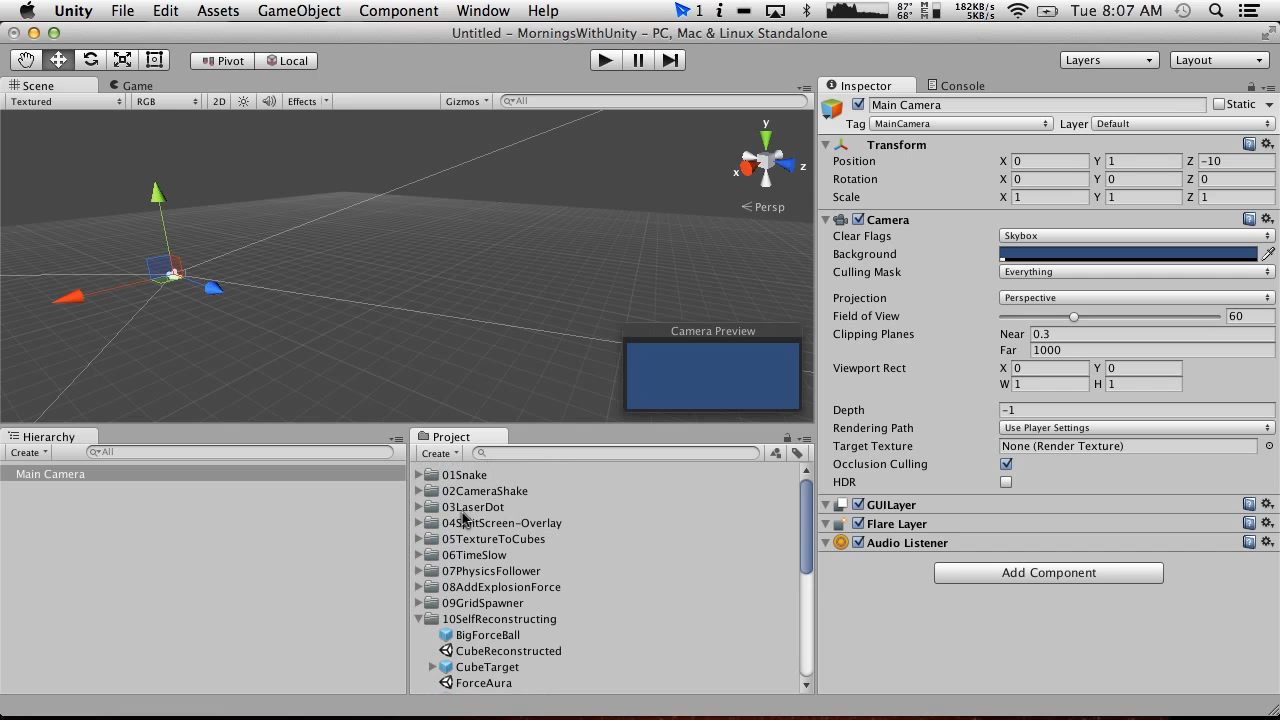 Unity File Edit Assets GameObject Component Window Help 1 87° 68° 182KB/s 5KB/s Tue 8:07 AM
Untitled - MorningsWithUnity - PC, Mac & Linux Standalone
Pivot Local Layers Layout
Scene Game
Textured RGB 2D Effects Gizmos All
y
x z
Persp
Camera Preview
Hierarchy
Create All
Main Camera
Project
Create
01Snake
02CameraShake
03LaserDot
04SplitScreen-Overlay
05TextureToCubes
06TimeSlow
07PhysicsFollower
08AddExplosionForce
09GridSpawner
10SelfReconstructing
BigForceBall
CubeReconstructed
CubeTarget
ForceAura
Inspector Console
Main Camera Static
Tag MainCamera Layer Default
Transform
Position X 0 Y 1 Z -10
Rotation X 0 Y 0 Z 0
Scale X 1 Y 1 Z 1
Camera
Clear Flags Skybox
Background
Culling Mask Everything
Projection Perspective
Field of View 60
Clipping Planes Near 0.3
Far 1000
Viewport Rect X 0 Y 0
W 1 H 1
Depth -1
Rendering Path Use Player Settings
Target Texture None (Render Texture)
Occlusion Culling
HDR
GUILayer
Flare Layer
Audio Listener
Add Component